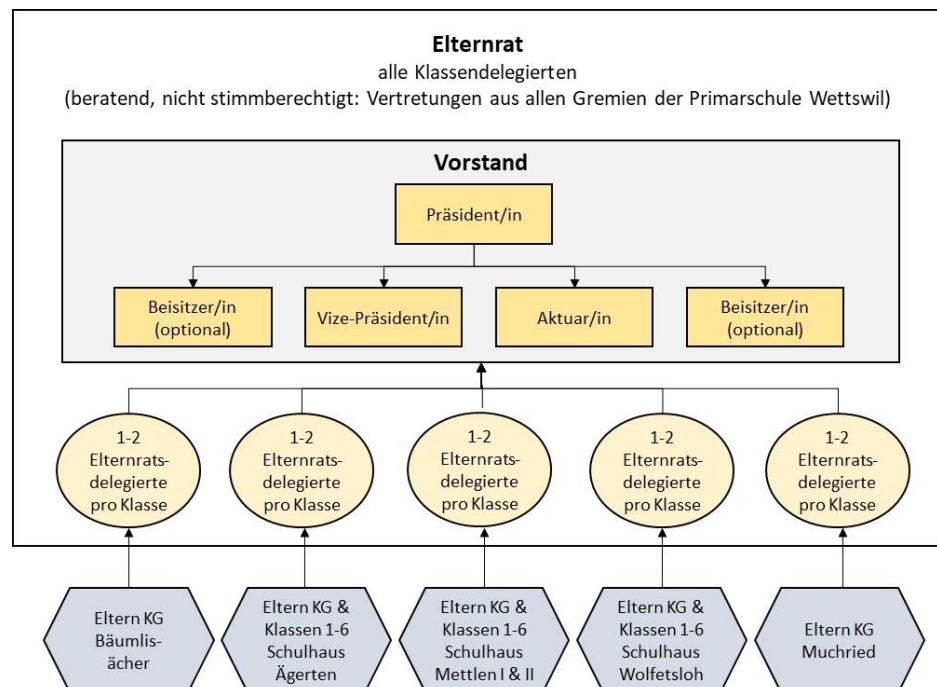 Elternrat
alle Klassendelegierten
(beratend, nicht stimmberechtigt: Vertretungen aus allen Gremien der Primarschule Wettswil)
Vorstand
Präsident/in
Beisitzer/in
(optional)
Vize-Präsident/in
Aktuar/in
Beisitzer/in
(optional)
1-2
Elternrats-
delegierte
pro Klasse
1-2
Elternrats-
delegierte
pro Klasse
1-2
Elternrats-
delegierte
pro Klasse
1-2
Elternrats-
delegierte
pro Klasse
1-2
Elternrats-
delegierte
pro Klasse
Eltern KG
Bäumlis-
ächer
Eltern KG &
Klassen 1-6
Schulhaus
Ägerten
Eltern KG &
Klassen 1-6
Schulhaus
Mettlen I & II
Eltern KG &
Klassen 1-6
Schulhaus
Wolfetsloh
Eltern KG
Muchried